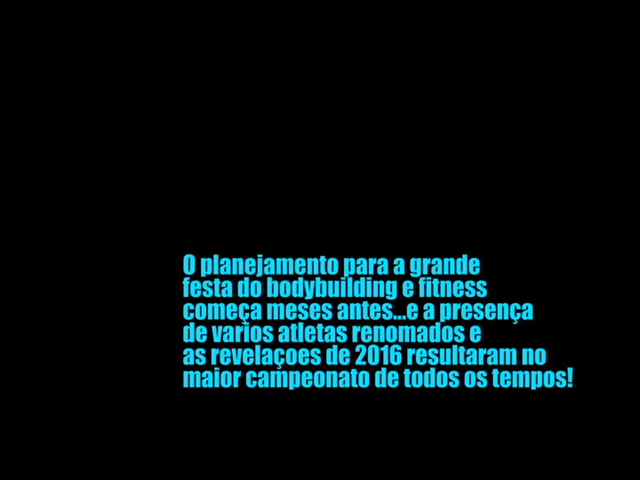 O planejamento para a grande
festa do bodybuilding e fitness
começa meses antes...e a presença
de varios atletas renomados e
as revelaçoes de 2016 resultaram no
maior campeonato de todos os tempos!